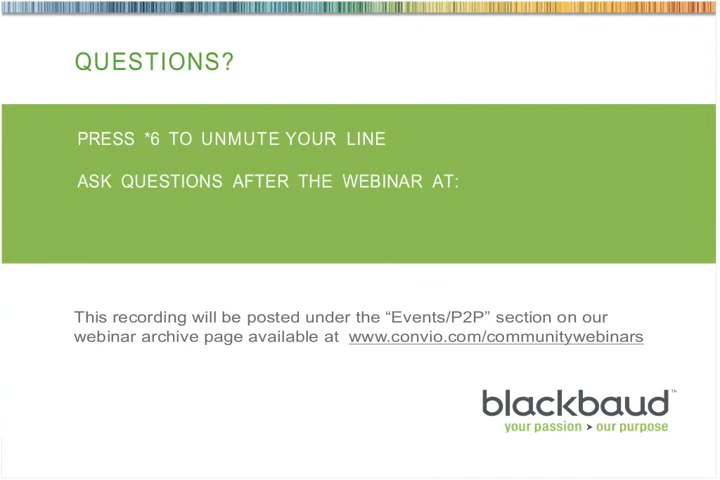 QUESTIONS?
PRESS *6 TO UNMUTE YOUR LINE
ASK QUESTIONS AFTER THE WEBINAR AT:
This recording will be posted under the “Events/P2P” section on our
webinar archive page available at www.convio.com/communitywebinars
blackbaud™
your passion > our purpose